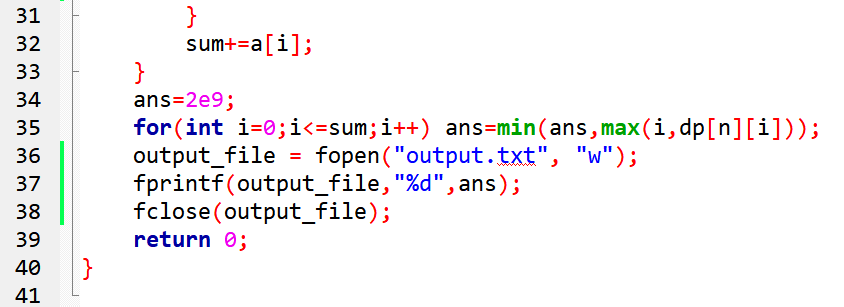 31 }
32 sum+=a[i];
33 }
34 ans=2e9;
35 for(int i=0;i<=sum;i++) ans=min(ans,max(i,dp[n][i]));
36 output_file = fopen("output.txt", "w");
37 fprintf(output_file,"%d",ans);
38 fclose(output_file);
39 return 0;
40 }
41